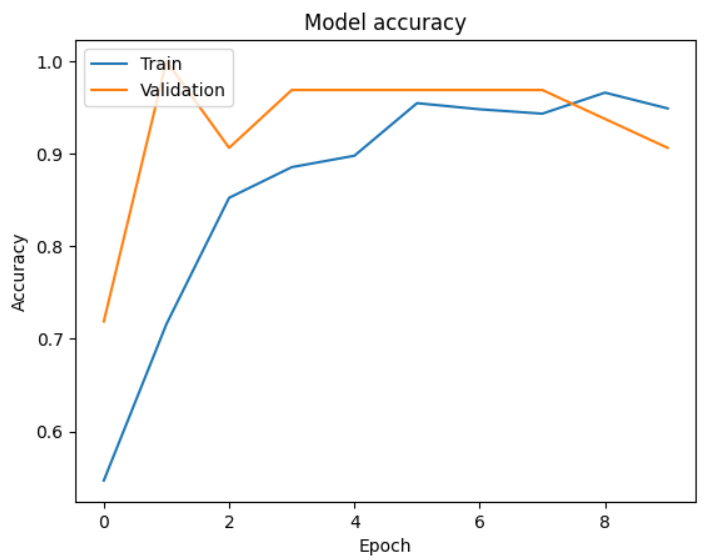 Model accuracy
Train
Validation
1.0
0.9
0.8
0.7
0.6
Accuracy
0 2 4 6 8
Epoch